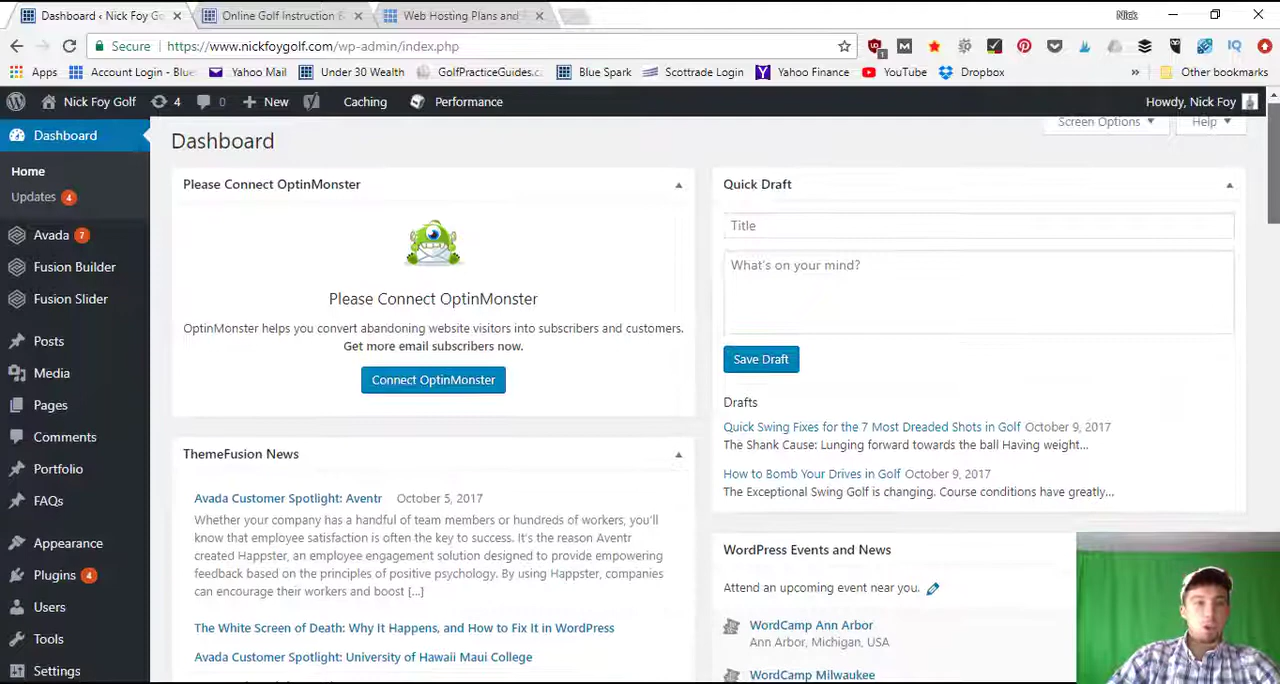 Dashboard ‹ Nick Foy G
Online Golf Instruction B
Web Hosting Plans and
Nick
Secure
https://www.nickfoygolf.com/wp-admin/index.php
Apps
Account Login - Blue
Yahoo Mail
Under 30 Wealth
GolfPracticeGuides.c
Blue Spark
Scottrade Login
Yahoo Finance
YouTube
Dropbox
»
Other bookmarks
Nick Foy Golf
4
0
New
Caching
Performance
Howdy, Nick Foy
Dashboard
Home
Updates 4
Avada 7
Fusion Builder
Fusion Slider
Posts
Media
Pages
Comments
Portfolio
FAQs
Appearance
Plugins 4
Users
Tools
Settings
Dashboard
Screen Options
Help
Please Connect OptinMonster
Please Connect OptinMonster
OptinMonster helps you convert abandoning website visitors into subscribers and customers.
Get more email subscribers now.
Connect OptinMonster
ThemeFusion News
Avada Customer Spotlight: Aventr October 5, 2017
Whether your company has a handful of team members or hundreds of workers, you'll
know that employee satisfaction is often the key to success. It's the reason Aventr
created Happster, an employee engagement solution designed to provide empowering
feedback based on the principles of positive psychology. By using Happster, companies
can encourage their workers and boost [...]
The White Screen of Death: Why It Happens, and How to Fix It in WordPress
Avada Customer Spotlight: University of Hawaii Maui College
Quick Draft
Title
What's on your mind?
Save Draft
Drafts
Quick Swing Fixes for the 7 Most Dreaded Shots in Golf October 9, 2017
The Shank Cause: Lunging forward towards the ball Having weight...
How to Bomb Your Drives in Golf October 9, 2017
The Exceptional Swing Golf is changing. Course conditions have greatly...
WordPress Events and News
Attend an upcoming event near you.
WordCamp Ann Arbor
Ann Arbor, Michigan, USA
WordCamp Milwaukee